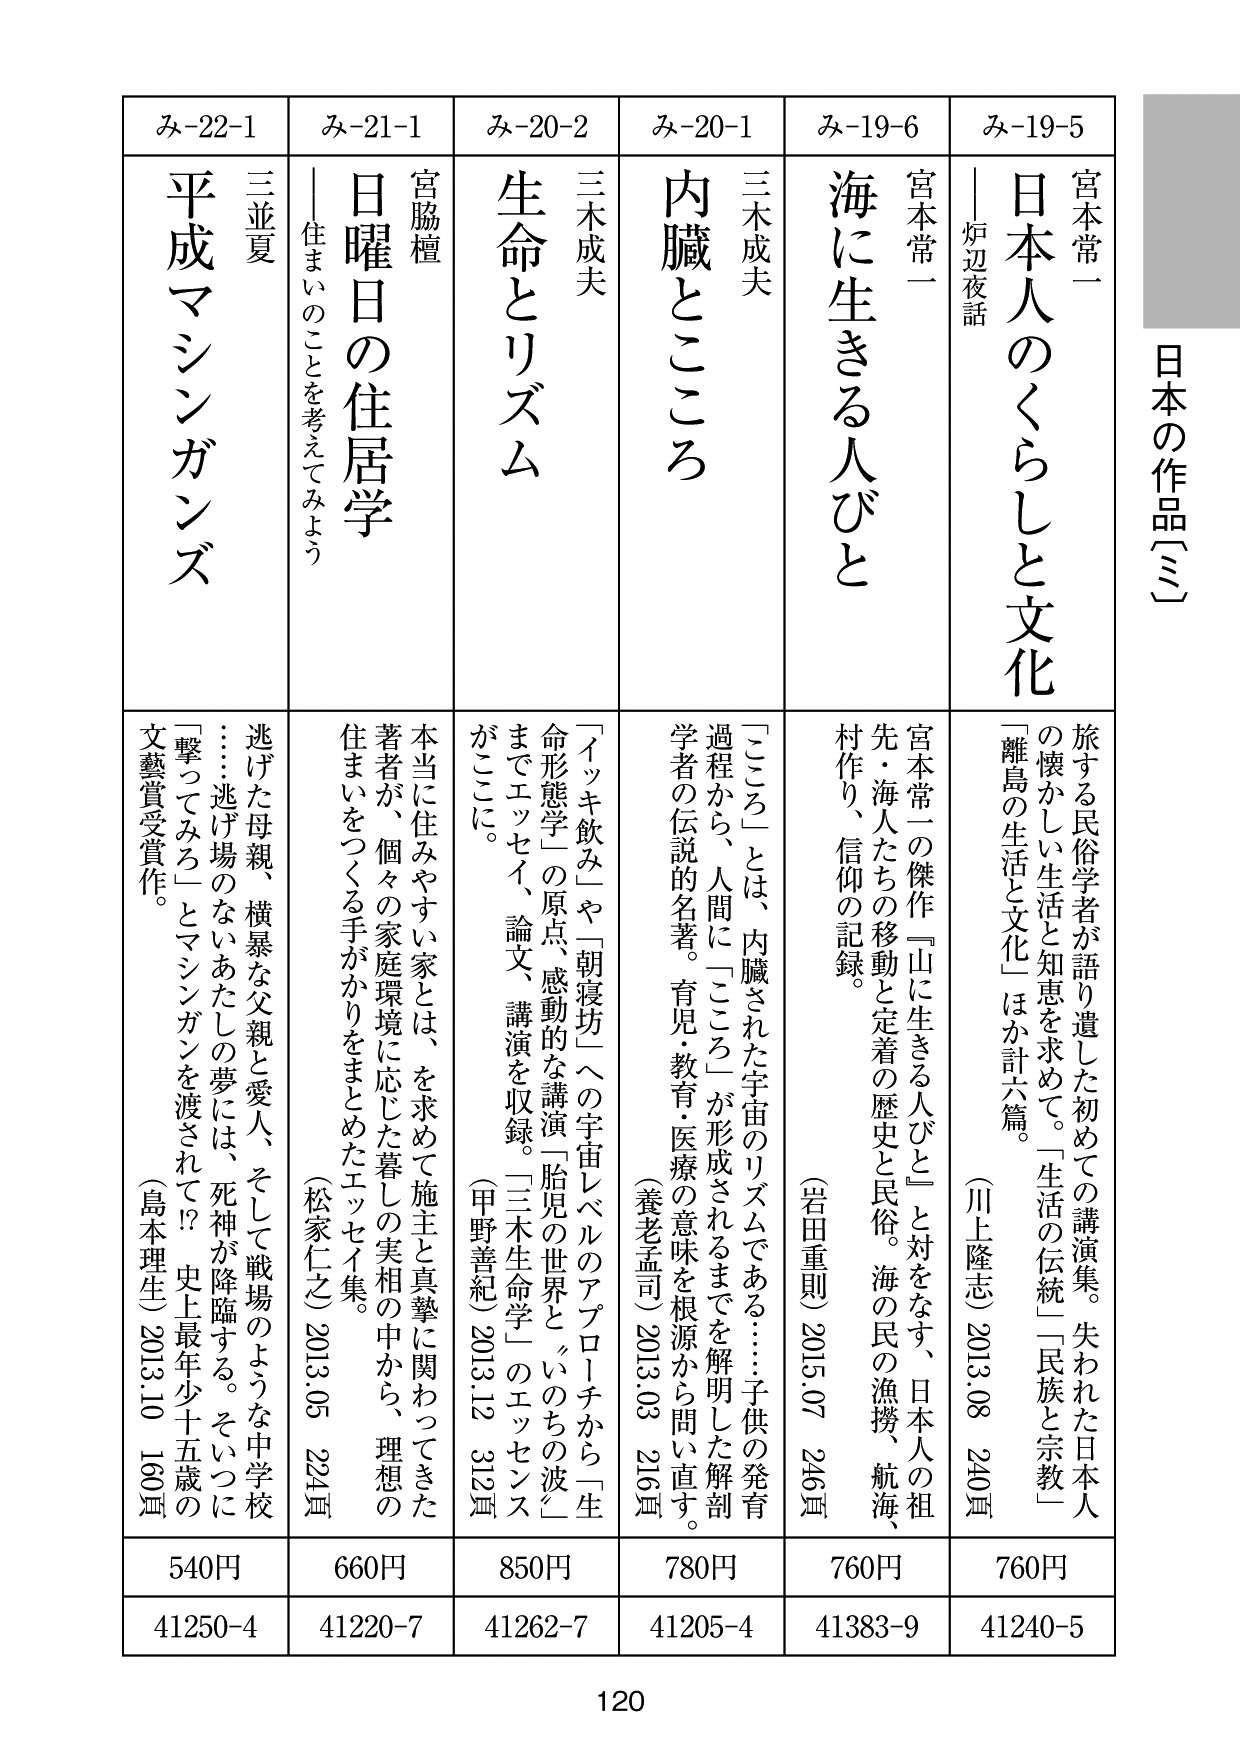 日本の作品〔ミ〕
み-19-5
宮本常一
日本人のくらしと文化
――炉辺夜話
旅する民俗学者が語り遺した初めての講演集。失われた日本人
の懐かしい生活と知恵を求めて。「生活の伝統」「民族と宗教」
「離島の生活と文化」ほか計六篇。
(川上隆志) 2013.08 240頁
760円
41240-5
み-19-6
宮本常一
海に生きる人びと
宮本常一の傑作『山に生きる人びと』と対をなす、日本人の祖
先・海人たちの移動と定着の歴史と民俗。海の民の漁撈、航海、
村作り、信仰の記録。
(岩田重則) 2015.07 246頁
760円
41383-9
み-20-1
三木成夫
内臓とこころ
「こころ」とは、内臓された宇宙のリズムである……子供の発育
過程から、人間に「こころ」が形成されるまでを解明した解剖
学者の伝説的名著。育児・教育・医療の意味を根源から問い直す。
(養老孟司) 2013.03 216頁
780円
41205-4
み-20-2
三木成夫
生命とリズム
「イッキ飲み」や「朝寝坊」への宇宙レベルのアプローチから「生
命形態学」の原点、感動的な講演「胎児の世界と〝いのちの波〟」
までエッセイ、論文、講演を収録。「三木生命学」のエッセンス
がここに。
(甲野善紀) 2013.12 312頁
850円
41262-7
み-21-1
宮脇檀
日曜日の住居学
――住まいのことを考えてみよう
本当に住みやすい家とは、を求めて施主と真摯に関わってきた
著者が、個々の家庭環境に応じた暮しの実相の中から、理想の
住まいをつくる手がかりをまとめたエッセイ集。
(松家仁之) 2013.05 224頁
660円
41220-7
み-22-1
三並夏
平成マシンガンズ
逃げた母親、横暴な父親と愛人、そして戦場のような中学校
……逃げ場のないあたしの夢には、死神が降臨する。そいつに
「撃ってみろ」とマシンガンを渡されて!? 史上最年少十五歳の
文藝賞受賞作。
(島本理生) 2013.10 160頁
540円
41250-4
120